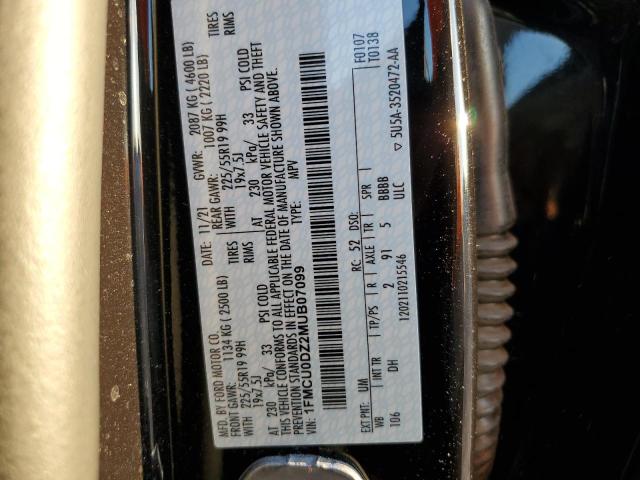 MFD. BY FORD MOTOR CO.
DATE: 11/21 GVWR: 2087 KG ( 4600 LB)
FRONT GAWR: 1134 KG ( 2500 LB) REAR GAWR: 1007 KG ( 2220 LB)
WITH 225/55R19 99H TIRES WITH 225/55R19 99H TIRES
19x7.5J RIMS 19x7.5J RIMS
AT 230 kPa/ 33 PSI COLD AT 230 kPa/ 33 PSI COLD
THIS VEHICLE CONFORMS TO ALL APPLICABLE FEDERAL MOTOR VEHICLE SAFETY AND THEFT
PREVENTION STANDARDS IN EFFECT ON THE DATE OF MANUFACTURE SHOWN ABOVE.
VIN: 1FMCU0DZ2MUB07099 TYPE: MPV
F0107
T0138
EXT PNT: UM RC: 52 DSO:
WB INT TR TP/PS R AXLE TR SPR
106 DH 2 91 5 BBBB
1202110215546 ULC
▽ 5U5A-3520472-AA